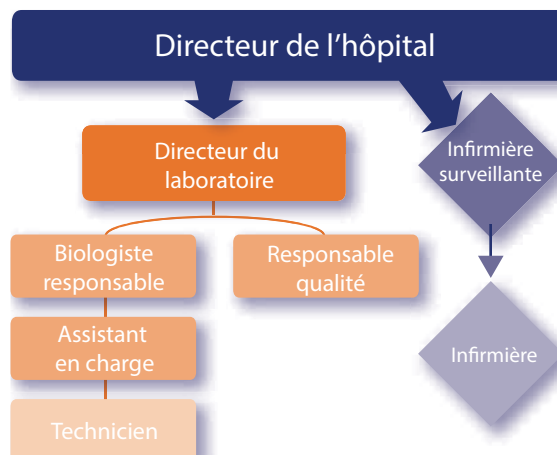 Directeur de l’hôpital
Directeur du
laboratoire
Infirmière
surveillante
Biologiste
responsable
Responsable
qualité
Assistant
en charge
Infirmière
Technicien